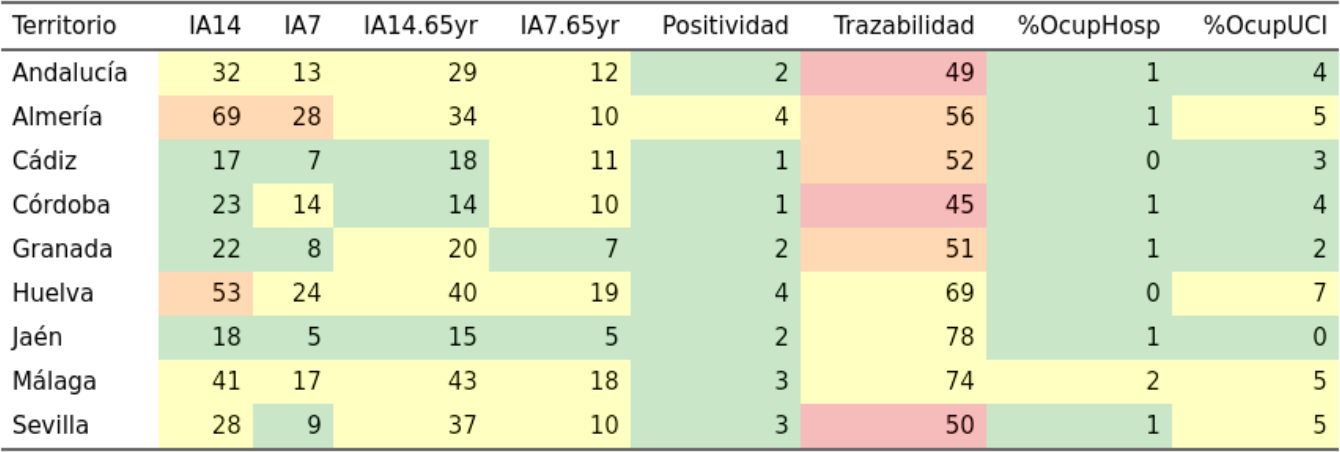 Territorio IA14 IA7 IA14.65yr IA7.65yr Positividad Trazabilidad %OcupHosp %OcupUCI
Andalucía 32 13 29 12 2 49 1 4
Almería 69 28 34 10 4 56 1 5
Cádiz 17 7 18 11 1 52 0 3
Córdoba 23 14 14 10 1 45 1 4
Granada 22 8 20 7 2 51 1 2
Huelva 53 24 40 19 4 69 0 7
Jaén 18 5 15 5 2 78 1 0
Málaga 41 17 43 18 3 74 2 5
Sevilla 28 9 37 10 3 50 1 5